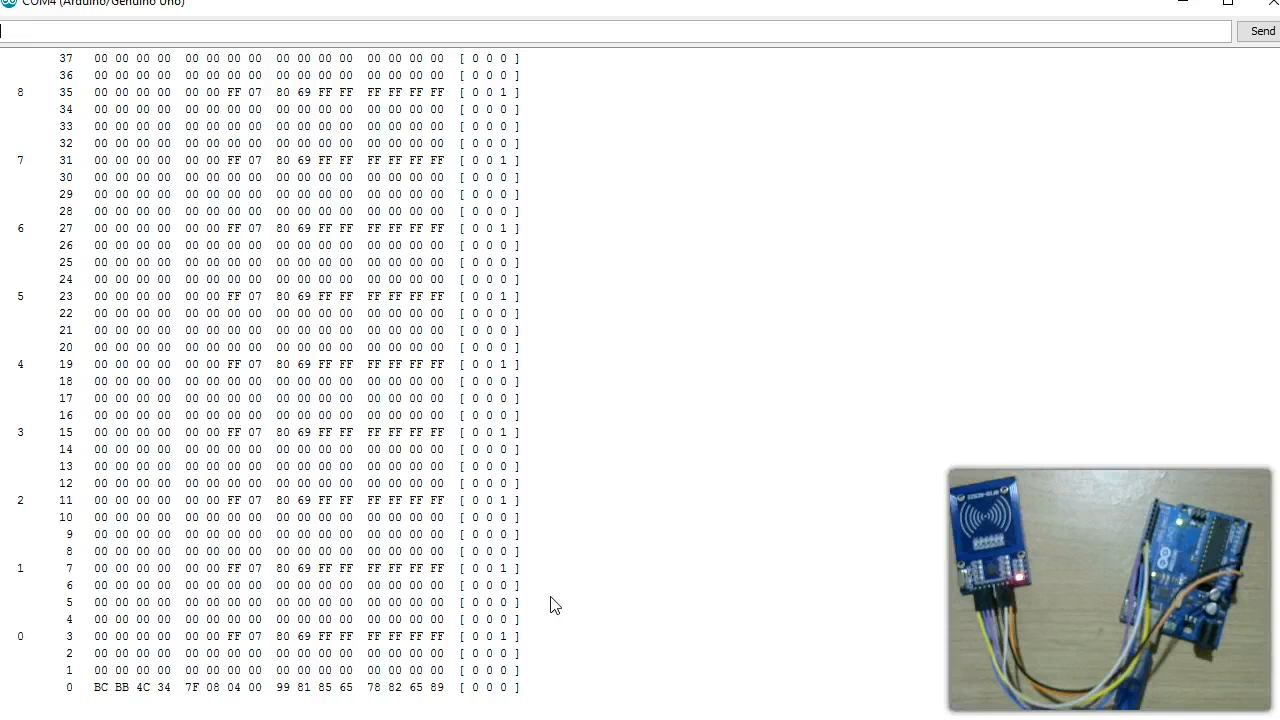 COM4 (Arduino/Genuino Uno)
Send
37 00 00 00 00 00 00 00 00 00 00 00 00 00 00 00 00 [ 0 0 0 ]
36 00 00 00 00 00 00 00 00 00 00 00 00 00 00 00 00 [ 0 0 0 ]
8 35 00 00 00 00 00 00 FF 07 80 69 FF FF FF FF FF FF [ 0 0 1 ]
34 00 00 00 00 00 00 00 00 00 00 00 00 00 00 00 00 [ 0 0 0 ]
33 00 00 00 00 00 00 00 00 00 00 00 00 00 00 00 00 [ 0 0 0 ]
32 00 00 00 00 00 00 00 00 00 00 00 00 00 00 00 00 [ 0 0 0 ]
7 31 00 00 00 00 00 00 FF 07 80 69 FF FF FF FF FF FF [ 0 0 1 ]
30 00 00 00 00 00 00 00 00 00 00 00 00 00 00 00 00 [ 0 0 0 ]
29 00 00 00 00 00 00 00 00 00 00 00 00 00 00 00 00 [ 0 0 0 ]
28 00 00 00 00 00 00 00 00 00 00 00 00 00 00 00 00 [ 0 0 0 ]
6 27 00 00 00 00 00 00 FF 07 80 69 FF FF FF FF FF FF [ 0 0 1 ]
26 00 00 00 00 00 00 00 00 00 00 00 00 00 00 00 00 [ 0 0 0 ]
25 00 00 00 00 00 00 00 00 00 00 00 00 00 00 00 00 [ 0 0 0 ]
24 00 00 00 00 00 00 00 00 00 00 00 00 00 00 00 00 [ 0 0 0 ]
5 23 00 00 00 00 00 00 FF 07 80 69 FF FF FF FF FF FF [ 0 0 1 ]
22 00 00 00 00 00 00 00 00 00 00 00 00 00 00 00 00 [ 0 0 0 ]
21 00 00 00 00 00 00 00 00 00 00 00 00 00 00 00 00 [ 0 0 0 ]
20 00 00 00 00 00 00 00 00 00 00 00 00 00 00 00 00 [ 0 0 0 ]
4 19 00 00 00 00 00 00 FF 07 80 69 FF FF FF FF FF FF [ 0 0 1 ]
18 00 00 00 00 00 00 00 00 00 00 00 00 00 00 00 00 [ 0 0 0 ]
17 00 00 00 00 00 00 00 00 00 00 00 00 00 00 00 00 [ 0 0 0 ]
16 00 00 00 00 00 00 00 00 00 00 00 00 00 00 00 00 [ 0 0 0 ]
3 15 00 00 00 00 00 00 FF 07 80 69 FF FF FF FF FF FF [ 0 0 1 ]
14 00 00 00 00 00 00 00 00 00 00 00 00 00 00 00 00 [ 0 0 0 ]
13 00 00 00 00 00 00 00 00 00 00 00 00 00 00 00 00 [ 0 0 0 ]
12 00 00 00 00 00 00 00 00 00 00 00 00 00 00 00 00 [ 0 0 0 ]
2 11 00 00 00 00 00 00 FF 07 80 69 FF FF FF FF FF FF [ 0 0 1 ]
10 00 00 00 00 00 00 00 00 00 00 00 00 00 00 00 00 [ 0 0 0 ]
9 00 00 00 00 00 00 00 00 00 00 00 00 00 00 00 00 [ 0 0 0 ]
8 00 00 00 00 00 00 00 00 00 00 00 00 00 00 00 00 [ 0 0 0 ]
1 7 00 00 00 00 00 00 FF 07 80 69 FF FF FF FF FF FF [ 0 0 1 ]
6 00 00 00 00 00 00 00 00 00 00 00 00 00 00 00 00 [ 0 0 0 ]
5 00 00 00 00 00 00 00 00 00 00 00 00 00 00 00 00 [ 0 0 0 ]
4 00 00 00 00 00 00 00 00 00 00 00 00 00 00 00 00 [ 0 0 0 ]
0 3 00 00 00 00 00 00 FF 07 80 69 FF FF FF FF FF FF [ 0 0 1 ]
2 00 00 00 00 00 00 00 00 00 00 00 00 00 00 00 00 [ 0 0 0 ]
1 00 00 00 00 00 00 00 00 00 00 00 00 00 00 00 00 [ 0 0 0 ]
0 BC BB 4C 34 7F 08 04 00 99 81 85 65 78 82 65 89 [ 0 0 0 ]